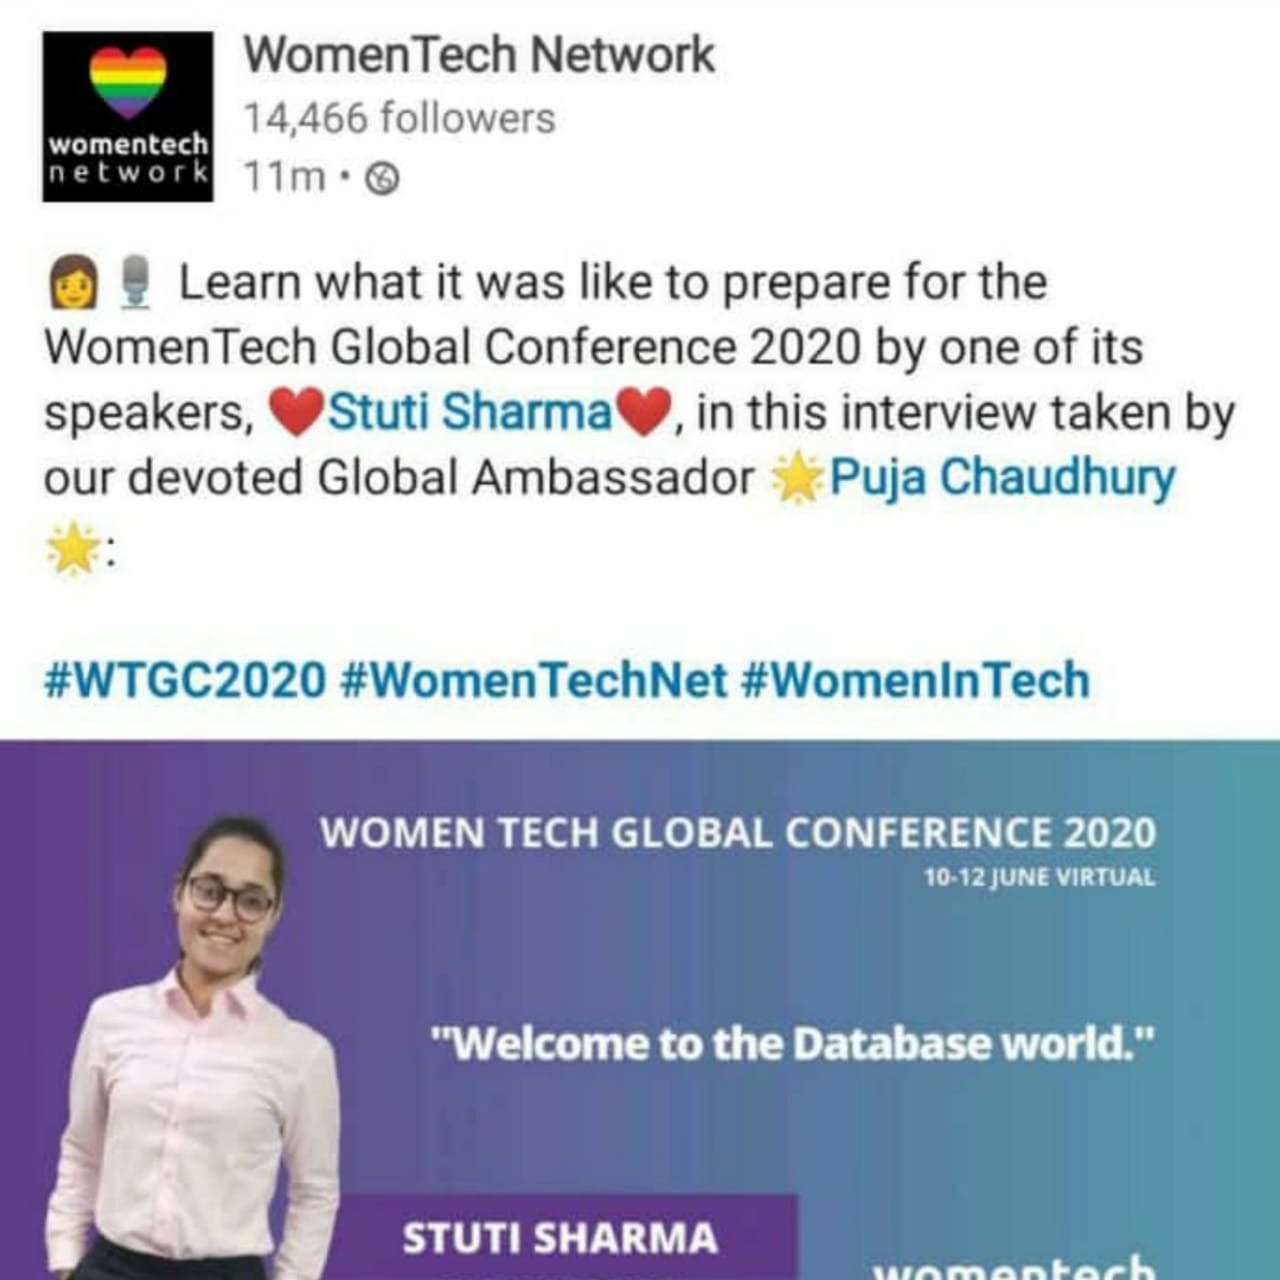 womentech
network
WomenTech Network
14,466 followers
11m •
Learn what it was like to prepare for the
WomenTech Global Conference 2020 by one of its
speakers, ❤️Stuti Sharma❤️, in this interview taken by
our devoted Global Ambassador 🌟Puja Chaudhury
🌟:
#WTGC2020 #WomenTechNet #WomenInTech
WOMEN TECH GLOBAL CONFERENCE 2020
10-12 JUNE VIRTUAL
"Welcome to the Database world."
STUTI SHARMA
womentech